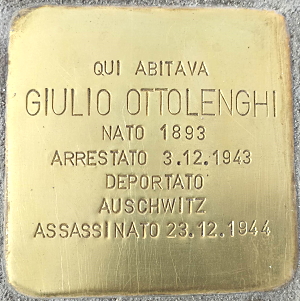 QUI ABITAVA
GIULIO OTTOLENGHI
NATO 1893
ARRESTATO 3.12.1943
DEPORTATO
AUSCHWITZ
ASSASSINATO 23.12.1944